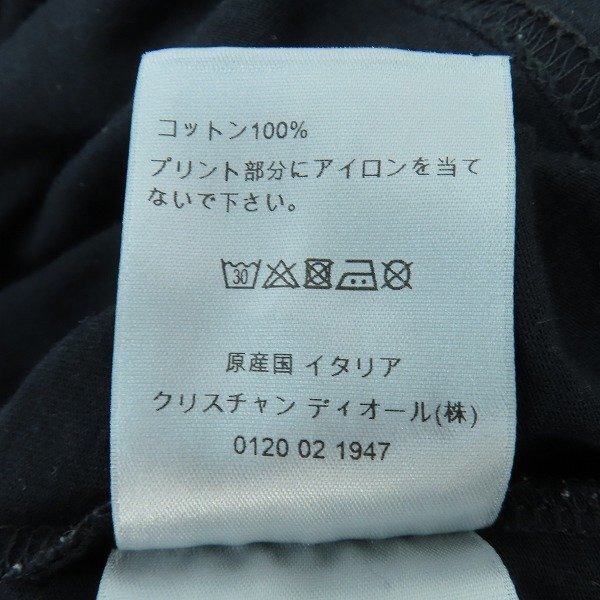 コットン100%
プリント部分にアイロンを当て
ないで下さい。
30
原産国 イタリア
クリスチャン ディオール(株)
0120 02 1947